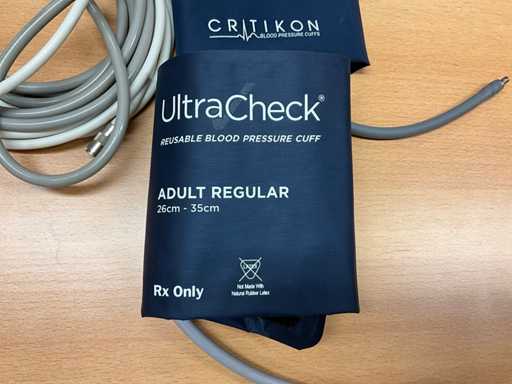 CRITIKON
BLOOD PRESSURE CUFFS
UltraCheck®
REUSABLE BLOOD PRESSURE CUFF
ADULT REGULAR
26cm - 35cm
LATEX
Not Made With
Natural Rubber Latex
Rx Only